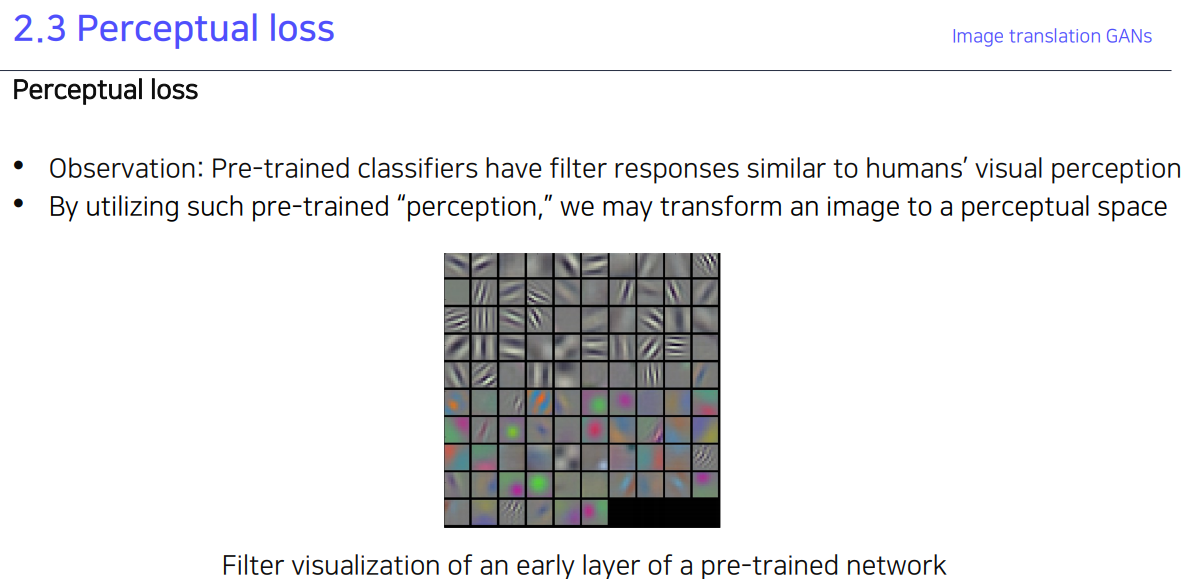 2.3 Perceptual loss
Image translation GANs
Perceptual loss
• Observation: Pre-trained classifiers have filter responses similar to humans’ visual perception
• By utilizing such pre-trained “perception,” we may transform an image to a perceptual space
Filter visualization of an early layer of a pre-trained network